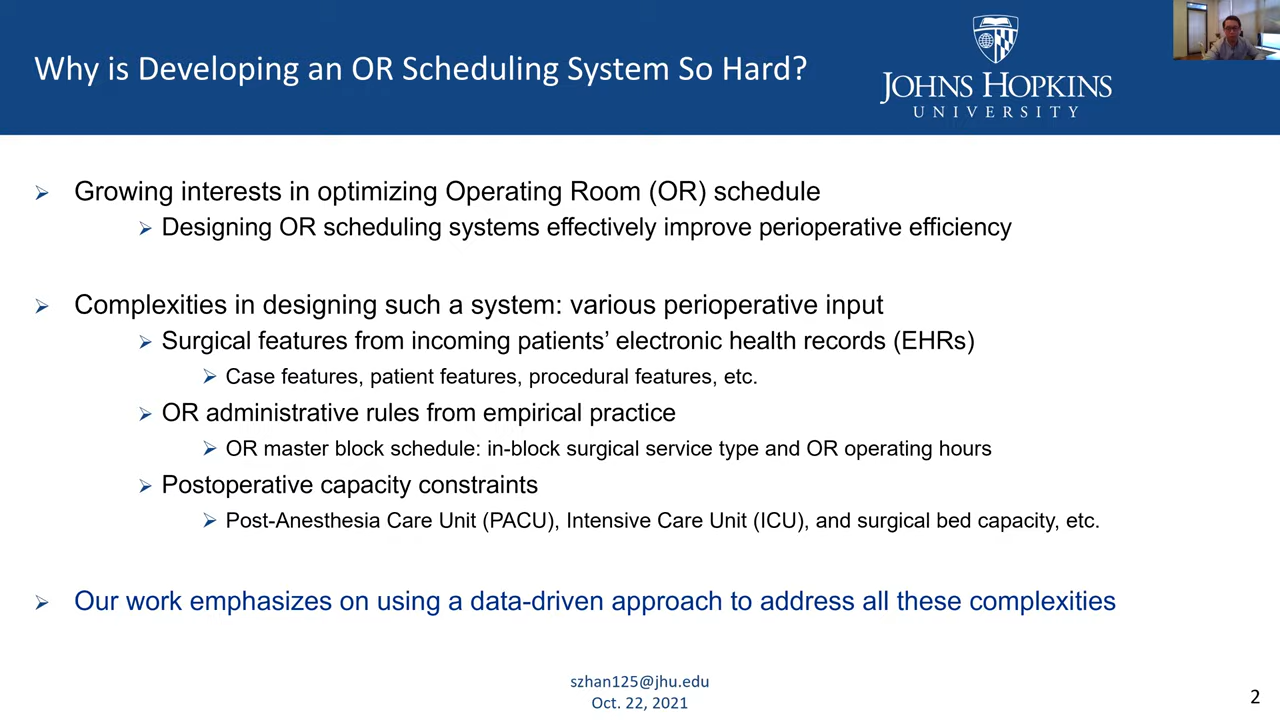 Why is Developing an OR Scheduling System So Hard?
JOHNS HOPKINS
UNIVERSITY
Growing interests in optimizing Operating Room (OR) schedule
Designing OR scheduling systems effectively improve perioperative efficiency
Complexities in designing such a system: various perioperative input
Surgical features from incoming patients’ electronic health records (EHRs)
Case features, patient features, procedural features, etc.
OR administrative rules from empirical practice
OR master block schedule: in-block surgical service type and OR operating hours
Postoperative capacity constraints
Post-Anesthesia Care Unit (PACU), Intensive Care Unit (ICU), and surgical bed capacity, etc.
Our work emphasizes on using a data-driven approach to address all these complexities
szhan125@jhu.edu
Oct. 22, 2021
2